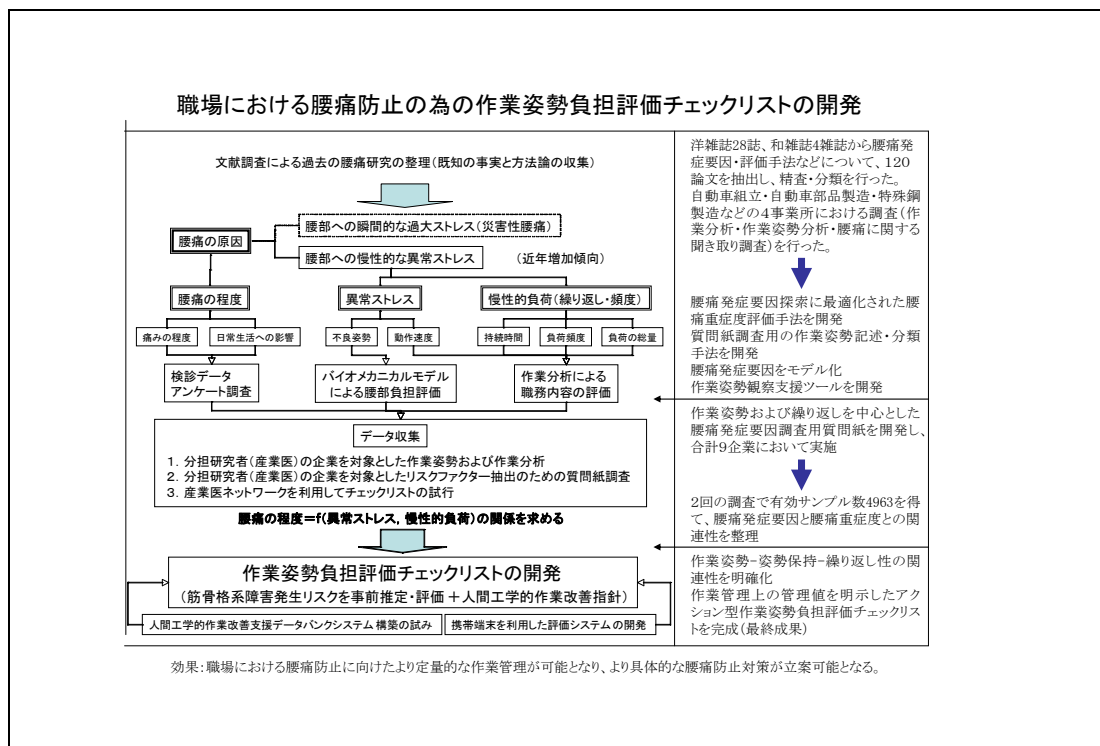 職場における腰痛防止の為の作業姿勢負担評価チェックリストの開発
文献調査による過去の腰痛研究の整理(既知の事実と方法論の収集)
腰痛の原因
腰部への瞬間的な過大ストレス(災害性腰痛)
腰部への慢性的な異常ストレス
(近年増加傾向)
腰痛の程度
異常ストレス
慢性的負荷(繰り返し・頻度)
痛みの程度
日常生活への影響
不良姿勢
動作速度
持続時間
負荷頻度
負荷の総量
検診データ
アンケート調査
バイオメカニカルモデル
による腰部負担評価
作業分析による
職務内容の評価
データ収集
1. 分担研究者(産業医)の企業を対象とした作業姿勢および作業分析
2. 分担研究者(産業医)の企業を対象としたリスクファクター抽出のための質問紙調査
3. 産業医ネットワークを利用してチェックリストの試行
腰痛の程度=f(異常ストレス, 慢性的負荷)の関係を求める
作業姿勢負担評価チェックリストの開発
(筋骨格系障害発生リスクを事前推定・評価+人間工学的作業改善指針)
人間工学的作業改善支援データバンクシステム構築の試み
携帯端末を利用した評価システムの開発
洋雑誌28誌、和雑誌4雑誌から腰痛発
症要因・評価手法などについて、120
論文を抽出し、精査・分類を行った。
自動車組立・自動車部品製造・特殊鋼
製造などの4事業所における調査(作
業分析・作業姿勢分析・腰痛に関する
聞き取り調査)を行った。
腰痛発症要因探索に最適化された腰
痛重症度評価手法を開発
質問紙調査用の作業姿勢記述・分類
手法を開発
腰痛発症要因をモデル化
作業姿勢観察支援ツールを開発
作業姿勢および繰り返しを中心とした
腰痛発症要因調査用質問紙を開発し、
合計9企業において実施
2回の調査で有効サンプル数4963を得
て、腰痛発症要因と腰痛重症度との関
連性を整理
作業姿勢-姿勢保持-繰り返し性の関
連性を明確化
作業管理上の管理値を明示したアク
ション型作業姿勢負担評価チェックリス
トを完成(最終成果)
効果:職場における腰痛防止に向けたより定量的な作業管理が可能となり、より具体的な腰痛防止対策が立案可能となる。